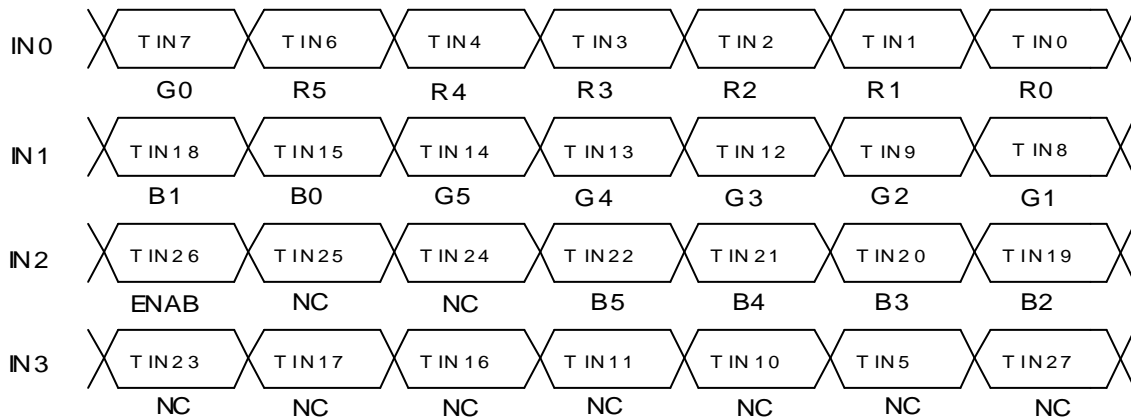 IN0 TIN7 TIN6 TIN4 TIN3 TIN2 TIN1 TIN0
G0 R5 R4 R3 R2 R1 R0
IN1 TIN18 TIN15 TIN14 TIN13 TIN12 TIN9 TIN8
B1 B0 G5 G4 G3 G2 G1
IN2 TIN26 TIN25 TIN24 TIN22 TIN21 TIN20 TIN19
ENAB NC NC B5 B4 B3 B2
IN3 TIN23 TIN17 TIN16 TIN11 TIN10 TIN5 TIN27
NC NC NC NC NC NC NC